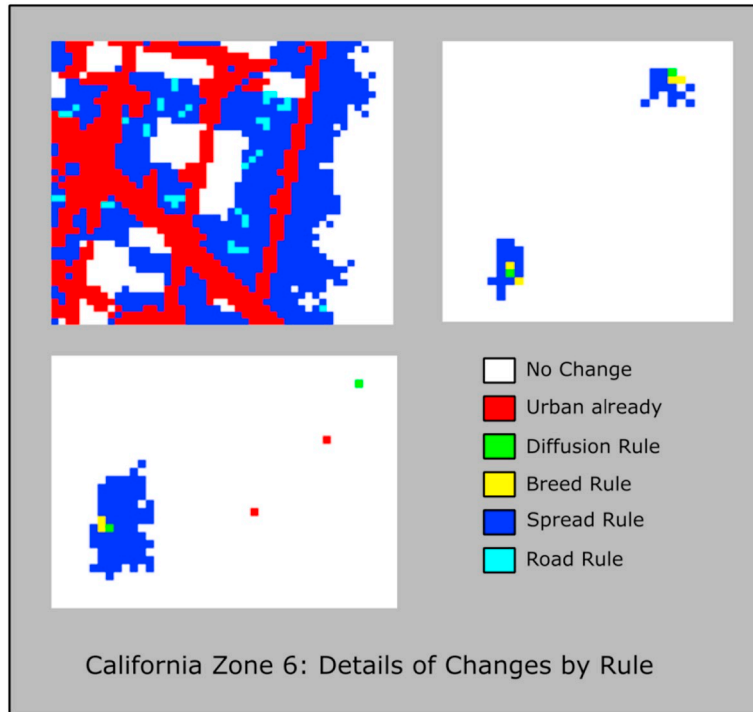 No Change
Urban already
Diffusion Rule
Breed Rule
Spread Rule
Road Rule
California Zone 6: Details of Changes by Rule